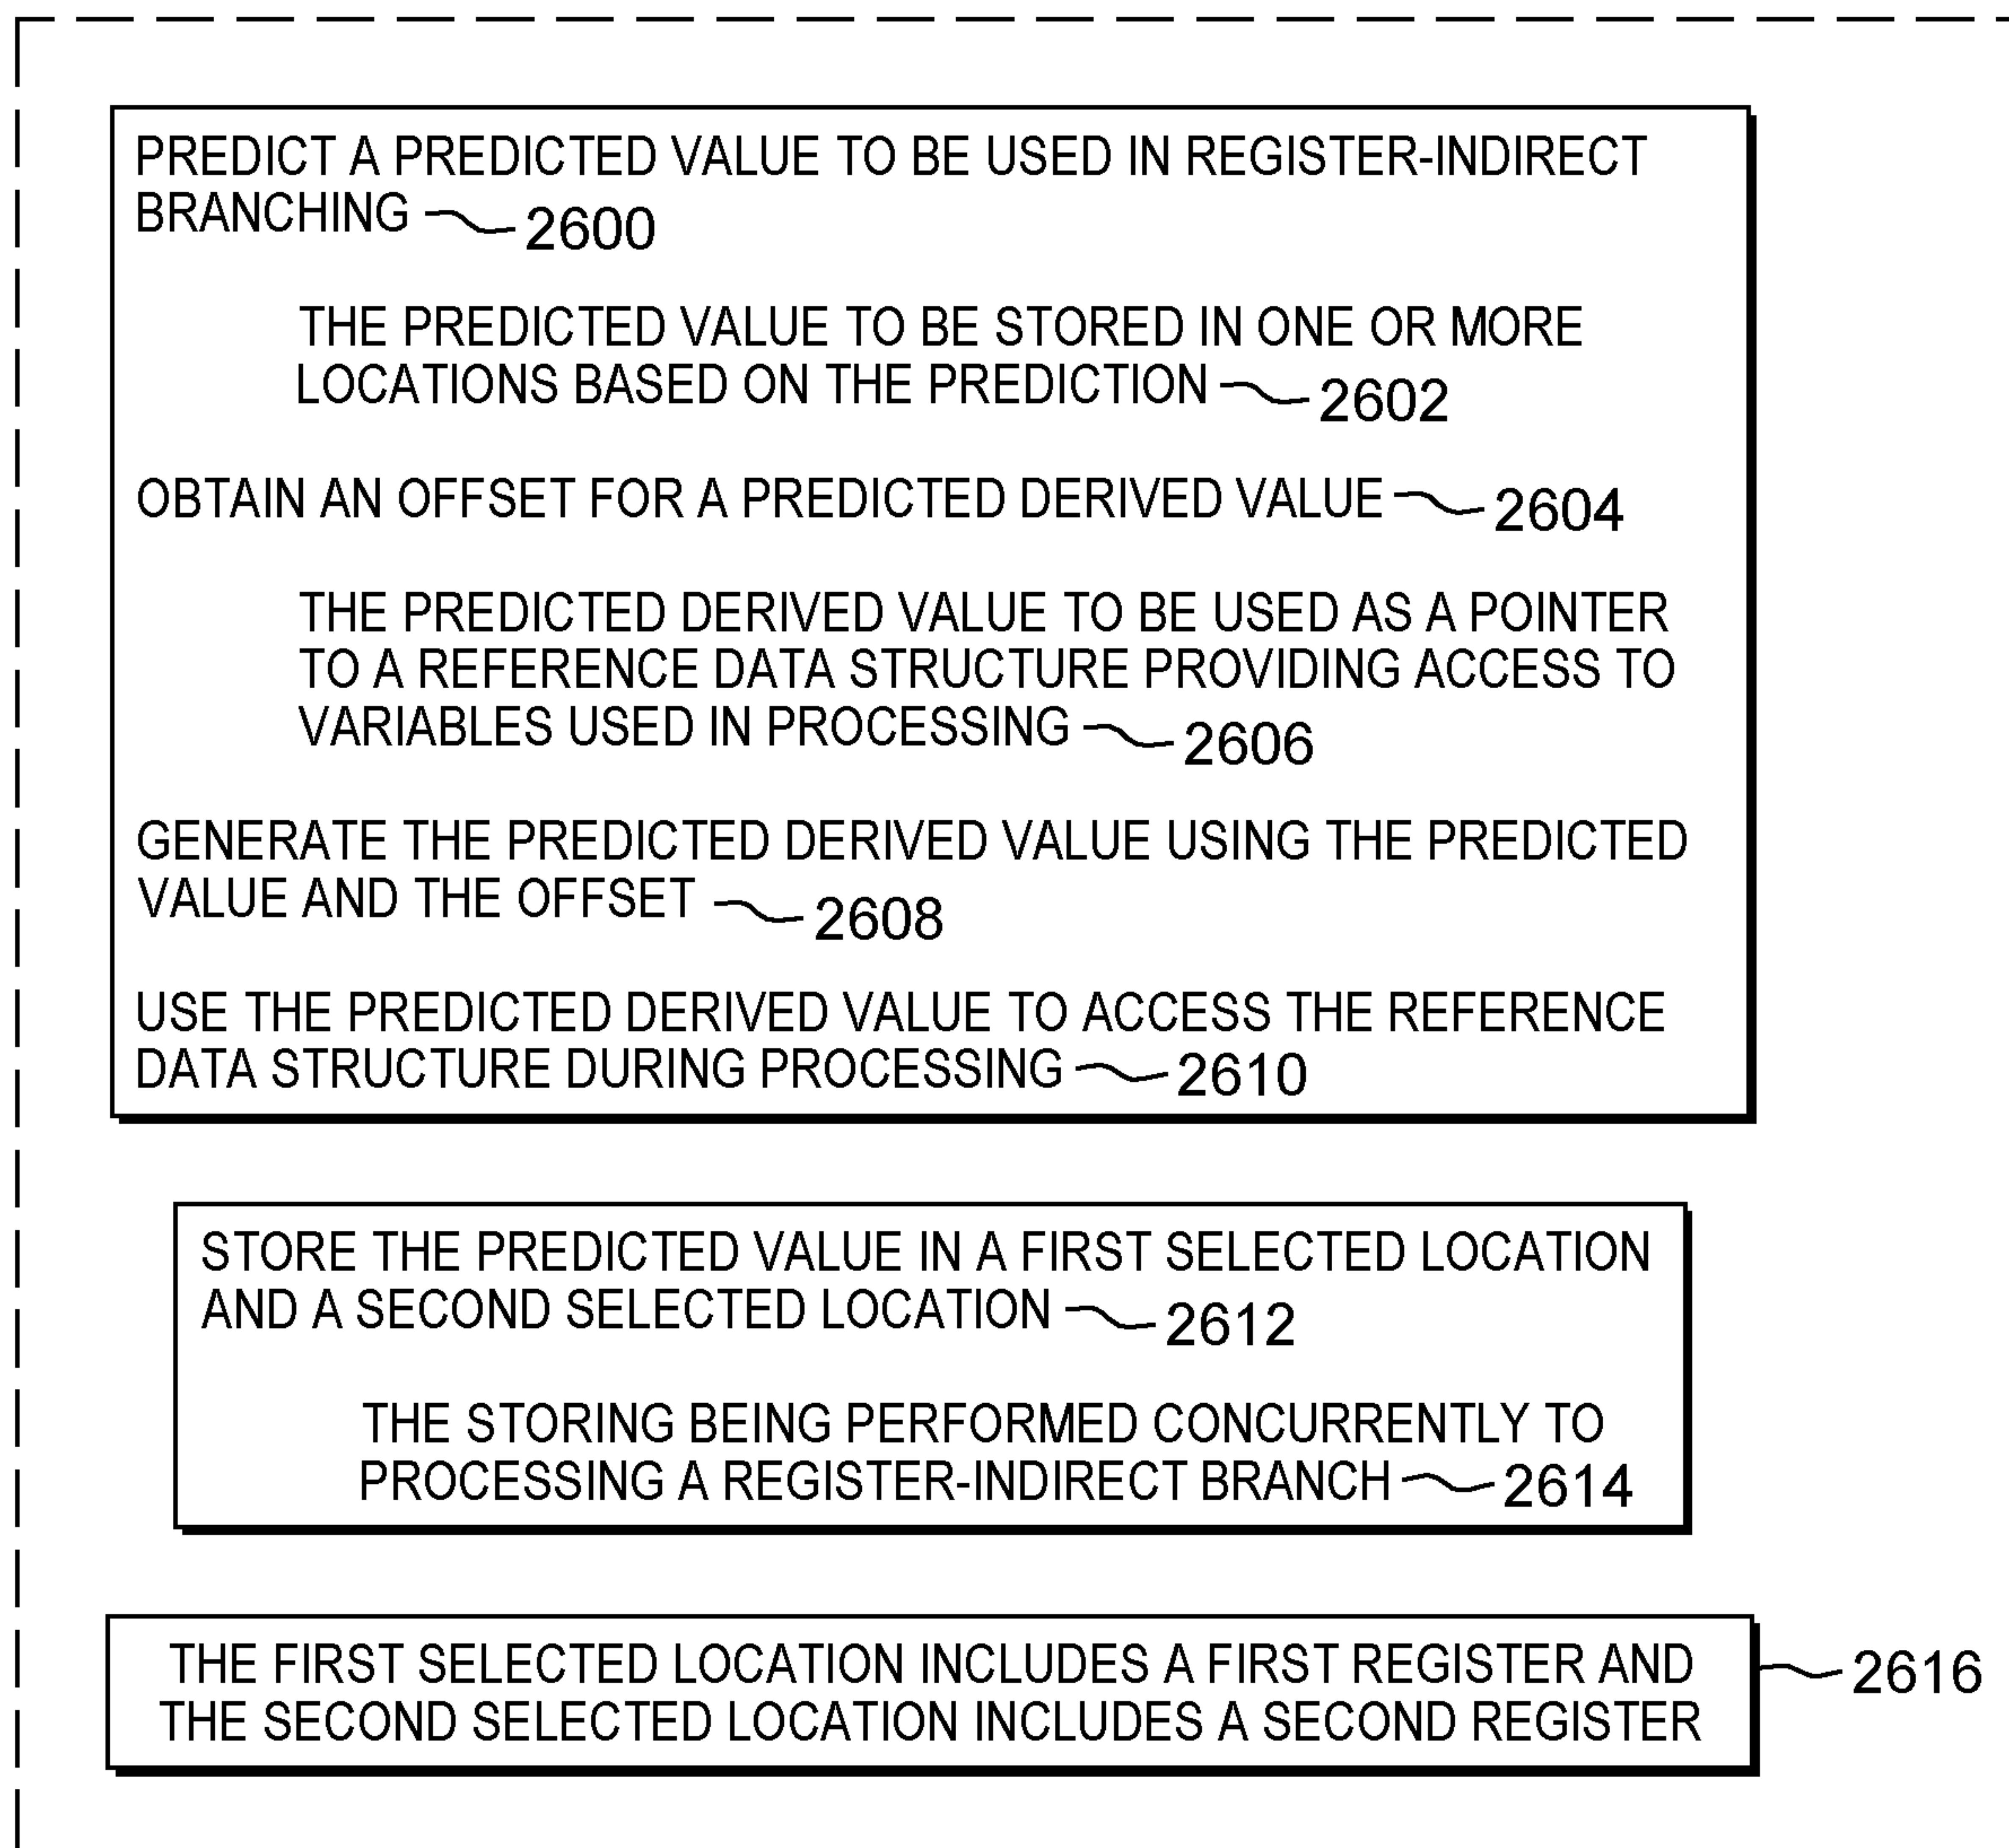 PREDICT A PREDICTED VALUE TO BE USED IN REGISTER-INDIRECT
BRANCHING 2600
THE PREDICTED VALUE TO BE STORED IN ONE OR MORE
LOCATIONS BASED ON THE PREDICTION 2602
OBTAIN AN OFFSET FOR A PREDICTED DERIVED VALUE 2604
THE PREDICTED DERIVED VALUE TO BE USED AS A POINTER
TO A REFERENCE DATA STRUCTURE PROVIDING ACCESS TO
VARIABLES USED IN PROCESSING 2606
GENERATE THE PREDICTED DERIVED VALUE USING THE PREDICTED
VALUE AND THE OFFSET 2608
USE THE PREDICTED DERIVED VALUE TO ACCESS THE REFERENCE
DATA STRUCTURE DURING PROCESSING 2610
STORE THE PREDICTED VALUE IN A FIRST SELECTED LOCATION
AND A SECOND SELECTED LOCATION 2612
THE STORING BEING PERFORMED CONCURRENTLY TO
PROCESSING A REGISTER-INDIRECT BRANCH 2614
THE FIRST SELECTED LOCATION INCLUDES A FIRST REGISTER AND
THE SECOND SELECTED LOCATION INCLUDES A SECOND REGISTER
2616